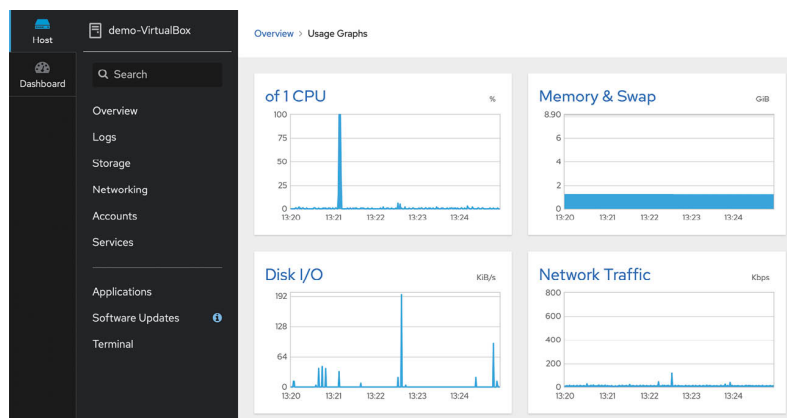 Host
Dashboard
demo-VirtualBox
Search
Overview
Logs
Storage
Networking
Accounts
Services
Applications
Software Updates
Terminal
Overview > Usage Graphs
of 1 CPU %
100
75
50
25
0
13:20 13:21 13:22 13:23 13:24
Memory & Swap GiB
8.90
6
4
2
0
13:20 13:21 13:22 13:23 13:24
Disk I/O KiB/s
192
128
64
0
13:20 13:21 13:22 13:23 13:24
Network Traffic Kbps
800
600
400
200
0
13:20 13:21 13:22 13:23 13:24